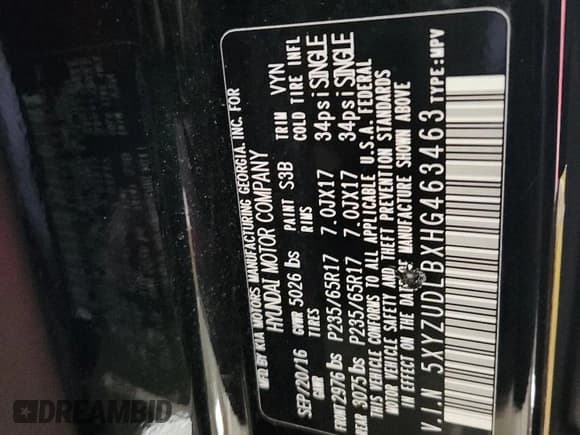 MFD BY KIA MOTORS MANUFACTURING GEORGIA, INC. FOR
HYUNDAI MOTOR COMPANY
SEP/20/16 GVWR 5026 lbs PAINT S3B TRIM VYN
GAWR TIRES RIMS COLD TIRE INFL
FRONT 2976 lbs P235/65R17 7.0JX17 34psi SINGLE
REAR 3075 lbs P235/65R17 7.0JX17 34psi SINGLE
THIS VEHICLE CONFORMS TO ALL APPLICABLE U.S.A. FEDERAL
MOTOR VEHICLE SAFETY AND THEFT PREVENTION STANDARDS
IN EFFECT ON THE DATE OF MANUFACTURE SHOWN ABOVE
V.I.N 5XYZUDLBXHG463463 TYPE: MPV
DREAMBID